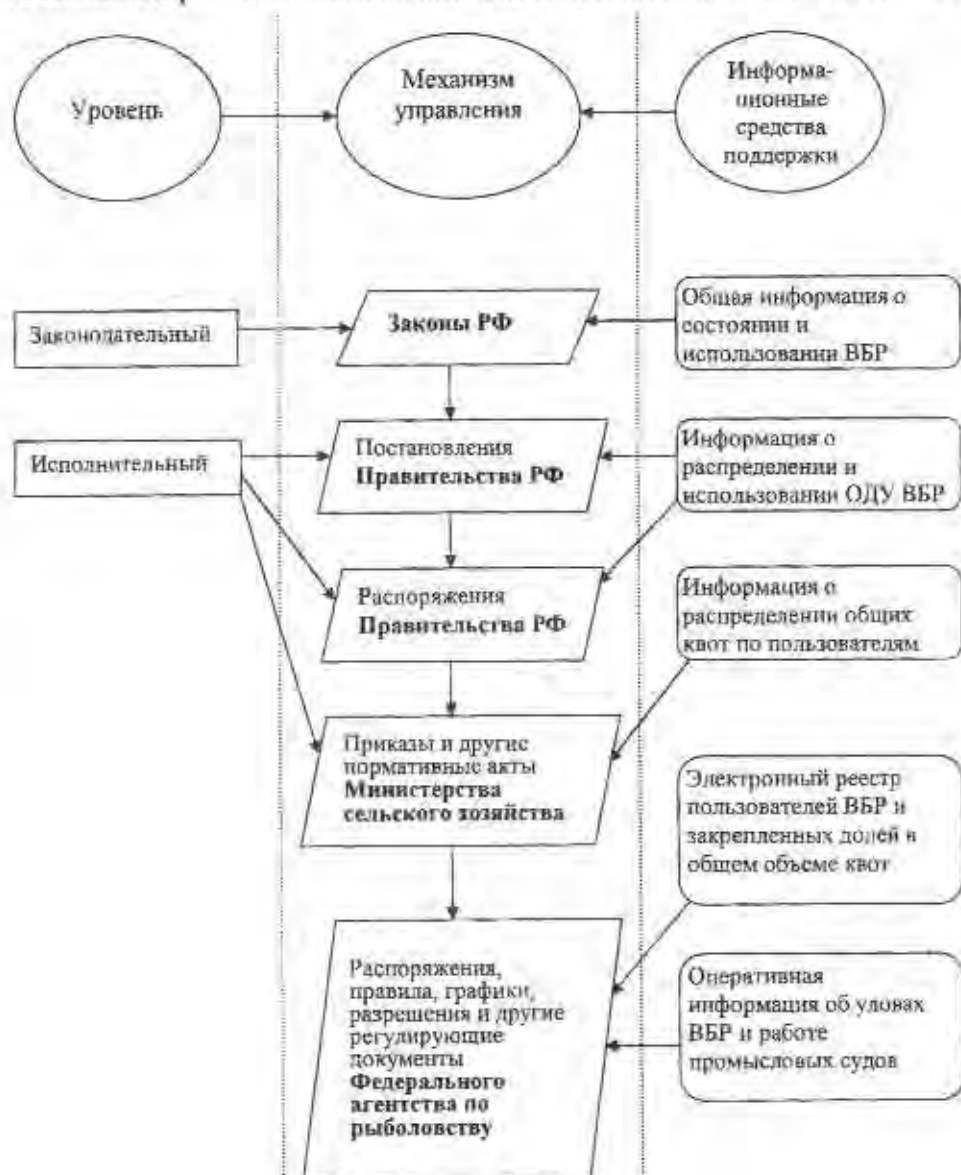 Уровень
Механизм
управления
Информа-
ционные
средства
поддержки
Законодательный
Законы РФ
Общая информация о
состоянии и
использовании ВБР
Исполнительный
Постановления
Правительства РФ
Информация о
распределении и
использовании ОДУ ВБР
Распоряжения
Правительства РФ
Информация о
распределении общих
квот по пользователям
Приказы и другие
нормативные акты
Министерства
сельского хозяйства
Электронный реестр
пользователей ВБР и
закрепленных долей в
общем объеме квот
Распоряжения,
правила, графики,
разрешения и другие
регулирующие
документы
Федерального
агентства по
рыболовству
Оперативная
информация об уловах
ВБР и работе
промысловых судов